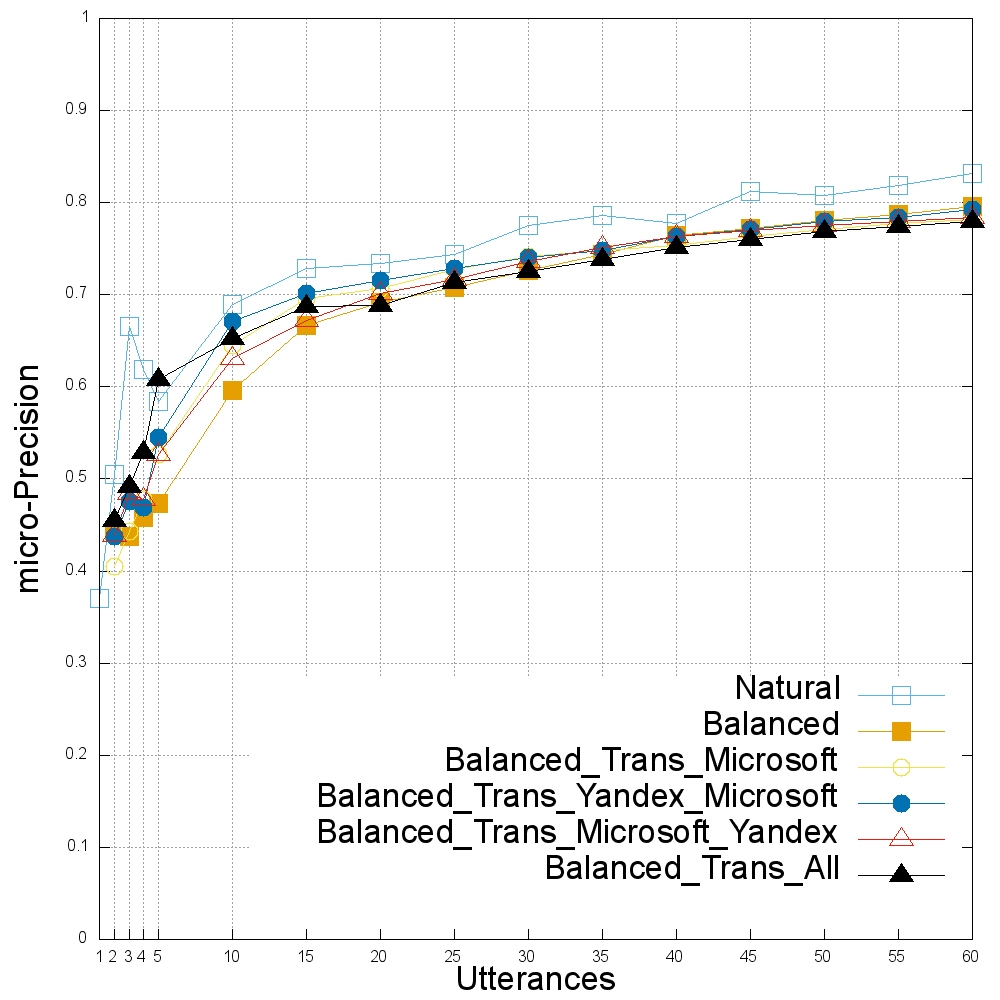 1
0.9
0.8
0.7
0.6
0.5
0.4
0.3
0.2
0.1
0
micro-Precision
Natural
Balanced
Balanced_Trans_Microsoft
Balanced_Trans_Yandex_Microsoft
Balanced_Trans_Microsoft_Yandex
Balanced_Trans_All
1 2 3 4 5 10 15 20 25 30 35 40 45 50 55 60
Utterances